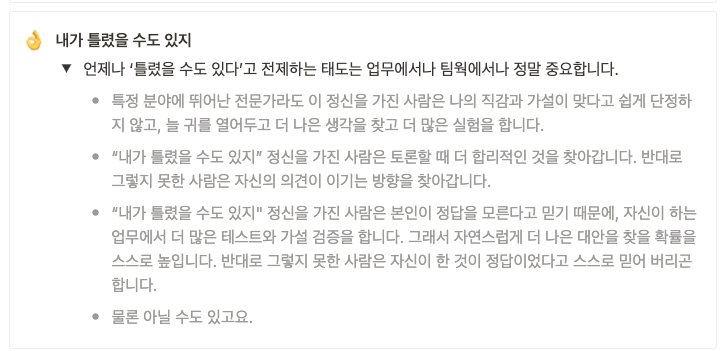 👌 내가 틀렸을 수도 있지
▼ 언제나 ‘틀렸을 수도 있다’고 전제하는 태도는 업무에서나 팀웍에서나 정말 중요합니다.
• 특정 분야에 뛰어난 전문가라도 이 정신을 가진 사람은 나의 직감과 가설이 맞다고 쉽게 단정하
지 않고, 늘 귀를 열어두고 더 나은 생각을 찾고 더 많은 실험을 합니다.
• “내가 틀렸을 수도 있지” 정신을 가진 사람은 토론할 때 더 합리적인 것을 찾아갑니다. 반대로
그렇지 못한 사람은 자신의 의견이 이기는 방향을 찾아갑니다.
• “내가 틀렸을 수도 있지" 정신을 가진 사람은 본인이 정답을 모른다고 믿기 때문에, 자신이 하는
업무에서 더 많은 테스트와 가설 검증을 합니다. 그래서 자연스럽게 더 나은 대안을 찾을 확률을
스스로 높입니다. 반대로 그렇지 못한 사람은 자신이 한 것이 정답이었다고 스스로 믿어 버리곤
합니다.
• 물론 아닐 수도 있고요.